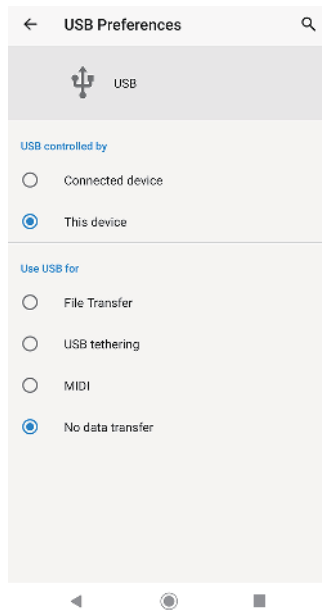 USB Preferences
USB
USB controlled by
Connected device
This device
Use USB for
File Transfer
USB tethering
MIDI
No data transfer